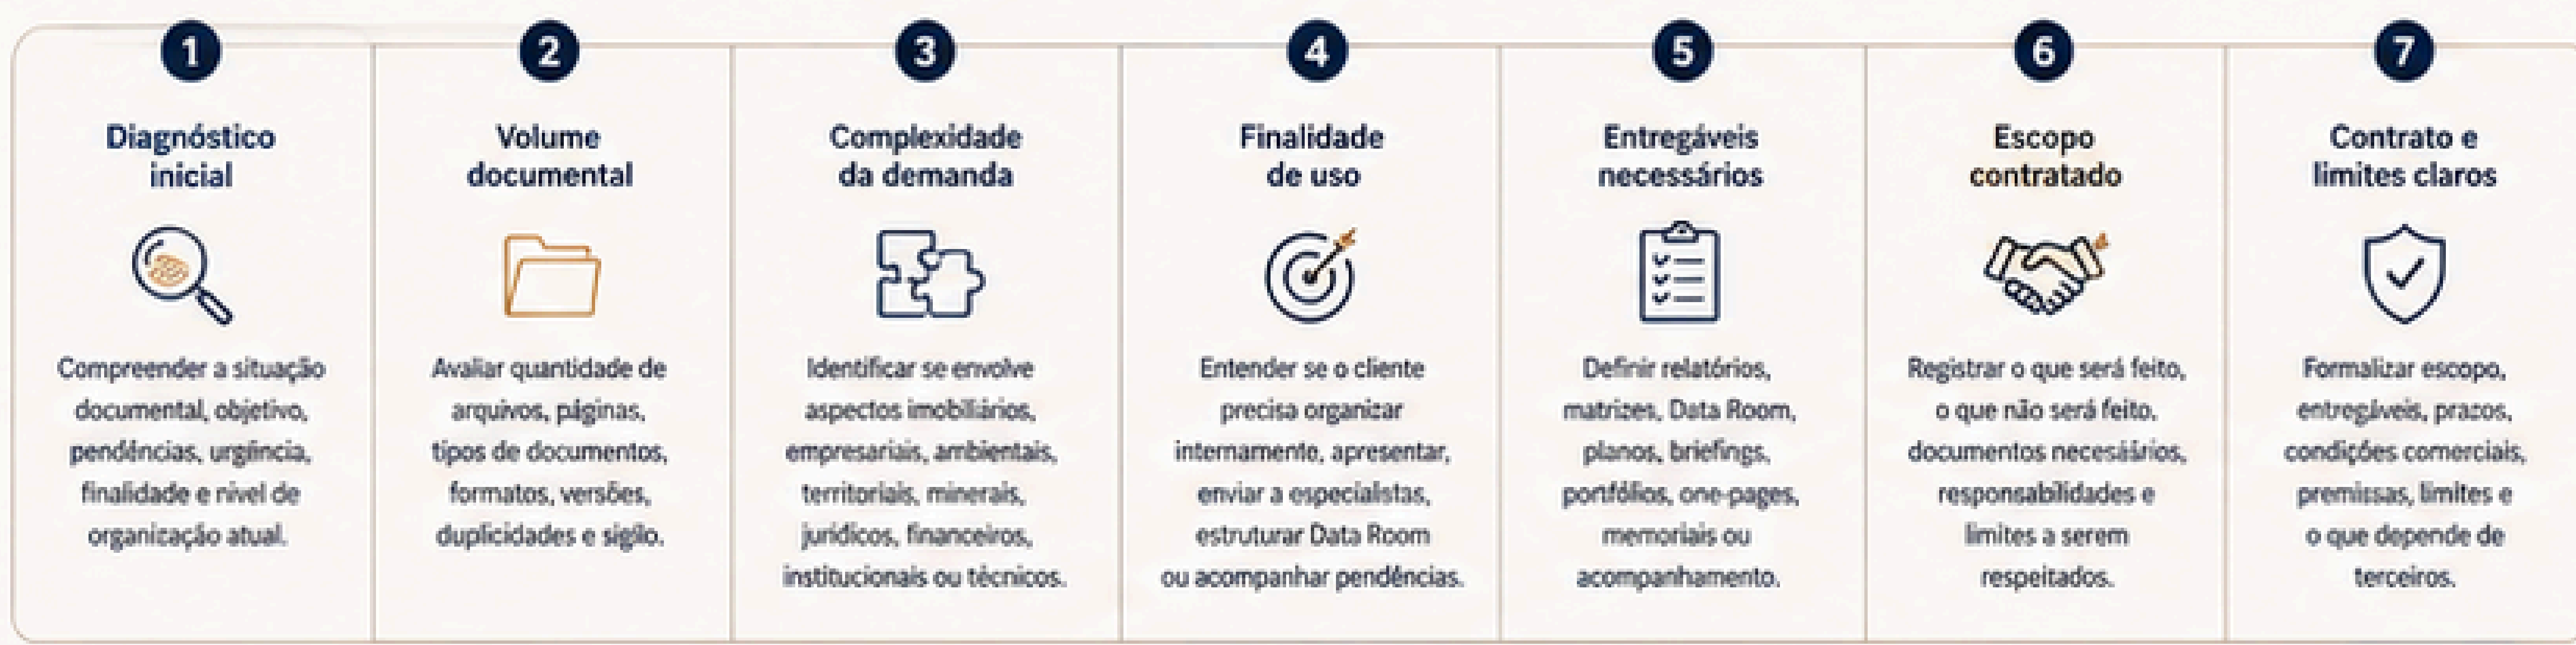 1
Diagnóstico
inicial
Compreender a situação
documental, objetivo,
pendências, urgência,
finalidade e nível de
organização atual.
2
Volume
documental
Avaliar quantidade de
arquivos, páginas,
tipos de documentos,
formatos, versões,
duplicidades e sigilo.
3
Complexidade
da demanda
Identificar se envolve
aspectos imobiliários,
empresariais, ambientais,
territoriais, minerais,
jurídicos, financeiros,
institucionais ou técnicos.
4
Finalidade
de uso
Entender se o cliente
precisa organizar
internamente, apresentar,
enviar a especialistas,
estruturar Data Room
ou acompanhar pendências.
5
Entregáveis
necessários
Definir relatórios,
matrizes, Data Room,
planos, briefings,
portfólios, one-pages,
memoriais ou
acompanhamento.
6
Escopo
contratado
Registrar o que será feito,
o que não será feito,
documentos necesáśrios,
responsabilidades e
limites a serem
respeitados.
7
Contrato e
limites claros
Formalizar escopo,
entregáveis, prazos,
condições comerciais,
premissas, limites e
o que depende de
terceiros.